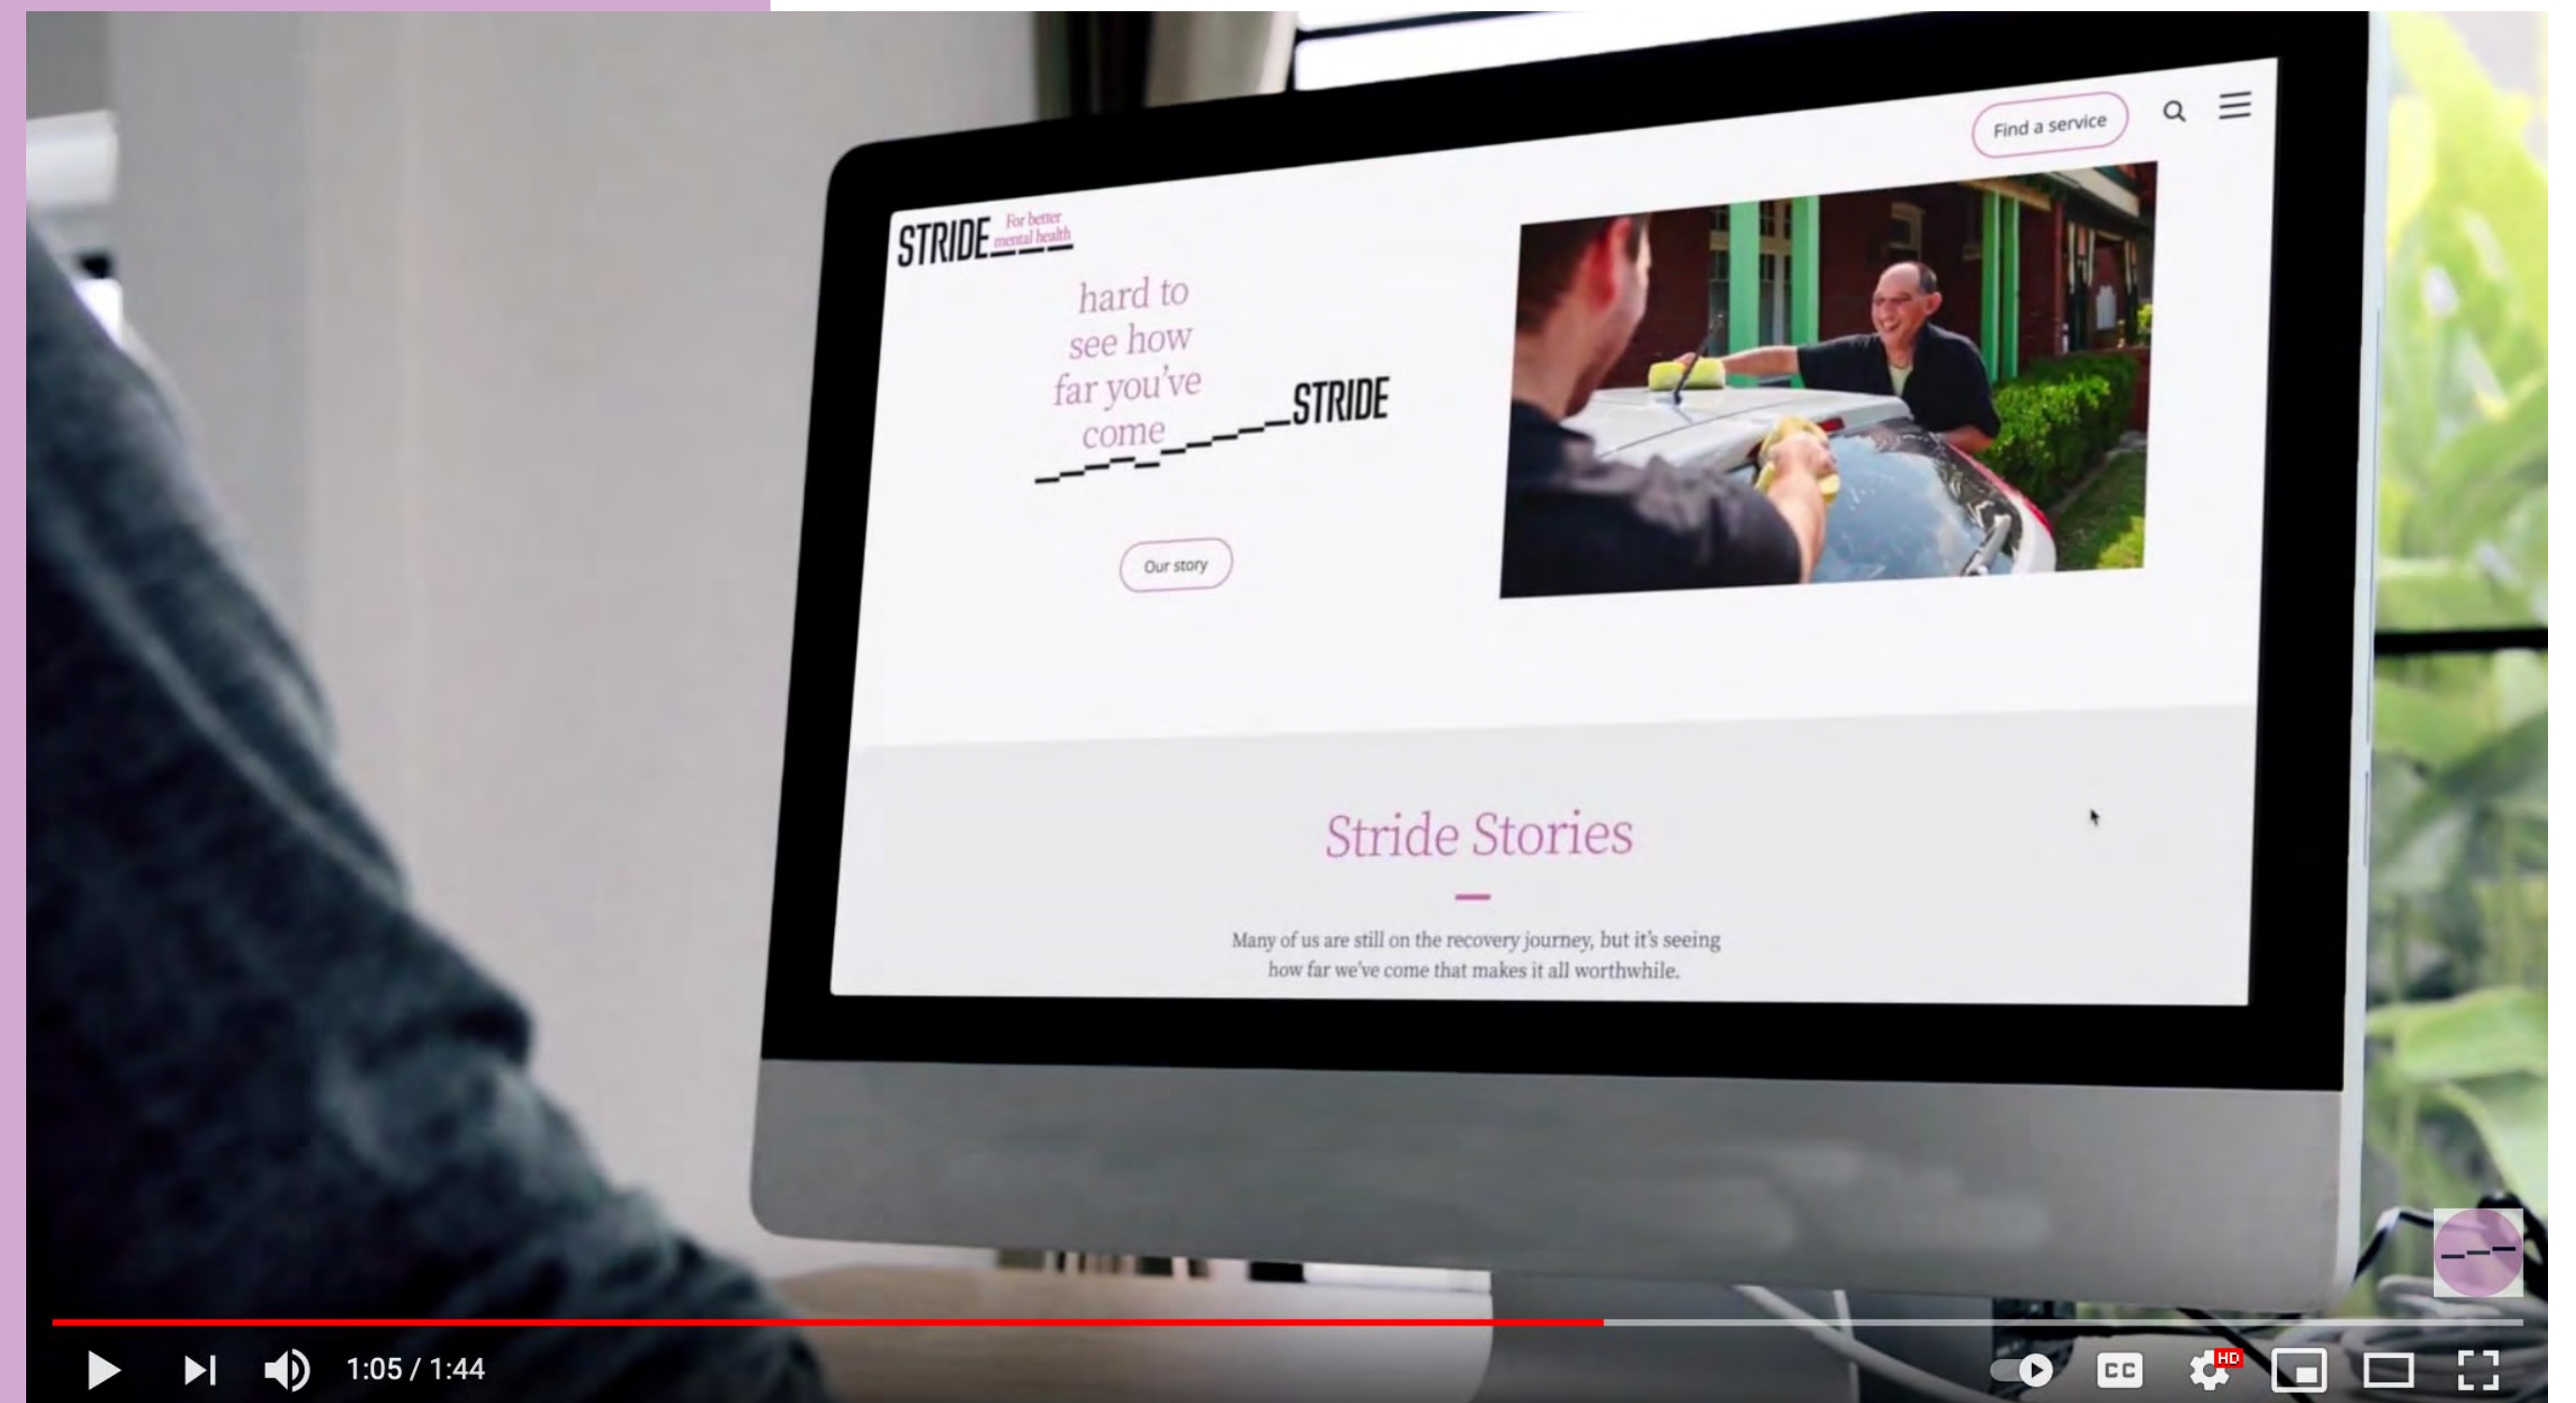 Find a service
STRIDE For better
mental health
hard to
see how
far you've
come
STRIDE
Our story
Stride Stories
Many of us are still on the recovery journey, but it's seeing
how far we've come that makes it all worthwhile.
1:05 / 1:44
CC
HD